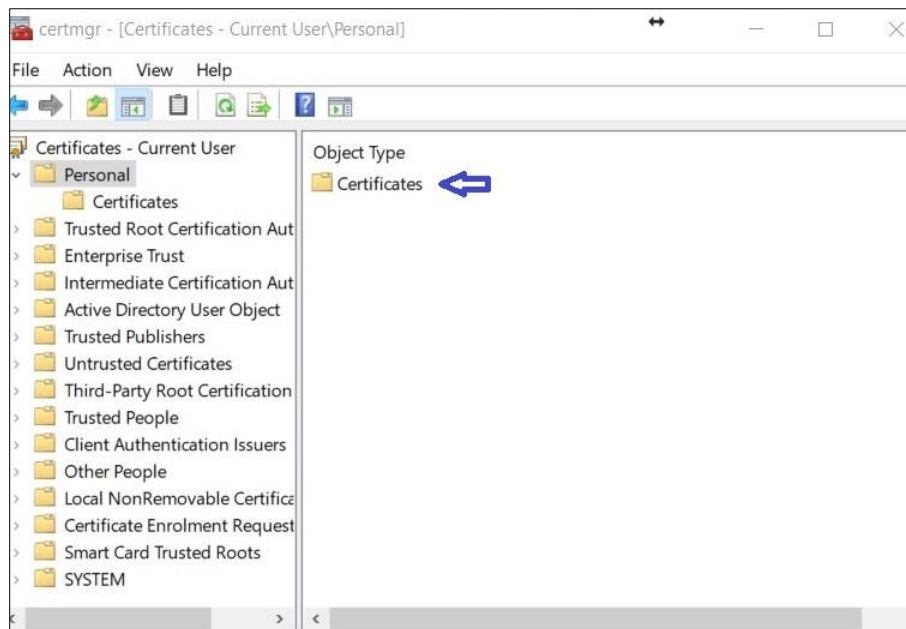 certmgr - [Certificates - Current User\Personal]
File Action View Help
Certificates - Current User
Personal
Certificates
Trusted Root Certification Aut
Enterprise Trust
Intermediate Certification Aut
Active Directory User Object
Trusted Publishers
Untrusted Certificates
Third-Party Root Certification
Trusted People
Client Authentication Issuers
Other People
Local NonRemovable Certifica
Certificate Enrolment Request
Smart Card Trusted Roots
SYSTEM
Object Type
Certificates